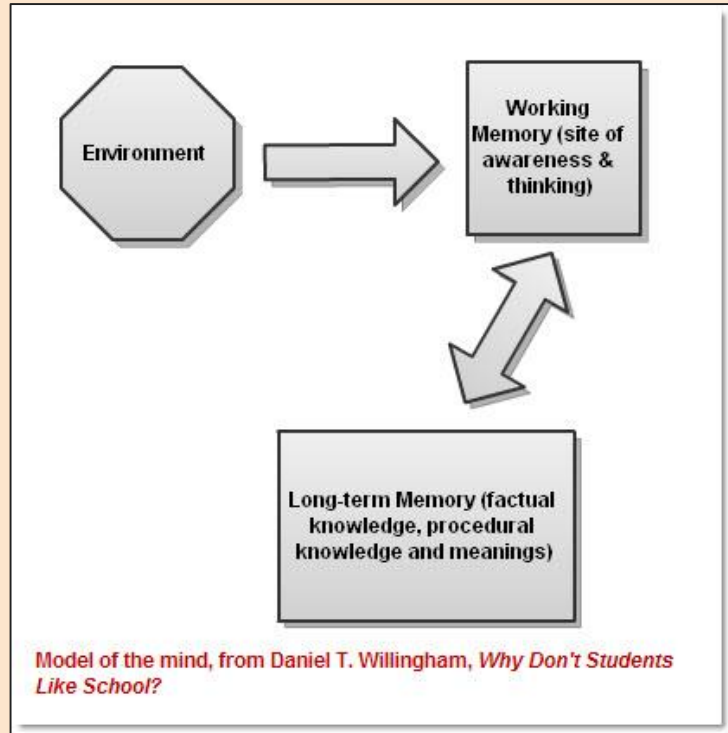 Environment
Working
Memory (site of
awareness &
thinking)
Long-term Memory (factual
knowledge, procedural
knowledge and meanings)
Model of the mind, from Daniel T. Willingham, Why Don't Students
Like School?